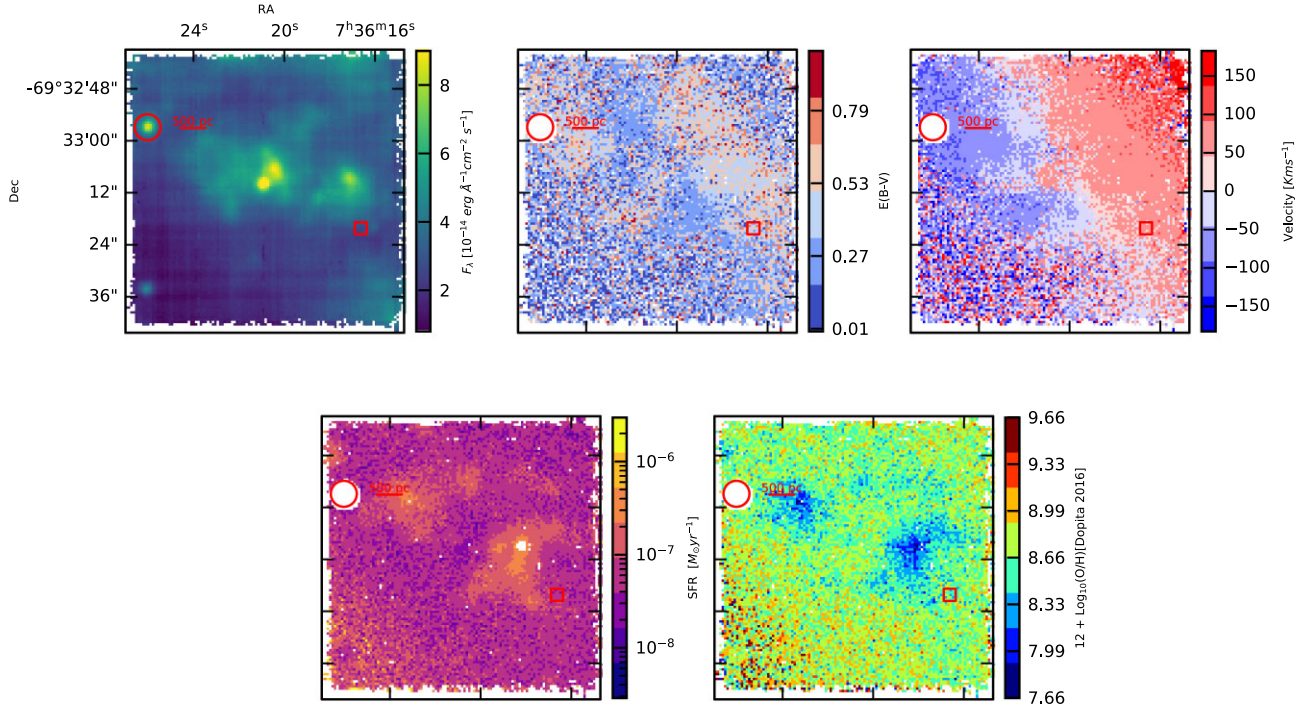 RA
24ˢ 20ˢ 7ʰ36ᵐ16ˢ
-69°32'48"
33'00"
12"
24"
36"
Dec
500 pc
8
6
4
2
F_λ [10⁻¹⁴ erg Å⁻¹cm⁻² s⁻¹]
500 pc
0.79
0.53
0.27
0.01
E(B-V)
500 pc
150
100
50
0
−50
−100
−150
Velocity [Kms⁻¹]
500 pc
10⁻⁶
10⁻⁷
10⁻⁸
SFR [M⊙yr⁻¹]
500 pc
9.66
9.33
8.99
8.66
8.33
7.99
7.66
12 + Log₁₀(O/H)[Dopita 2016]